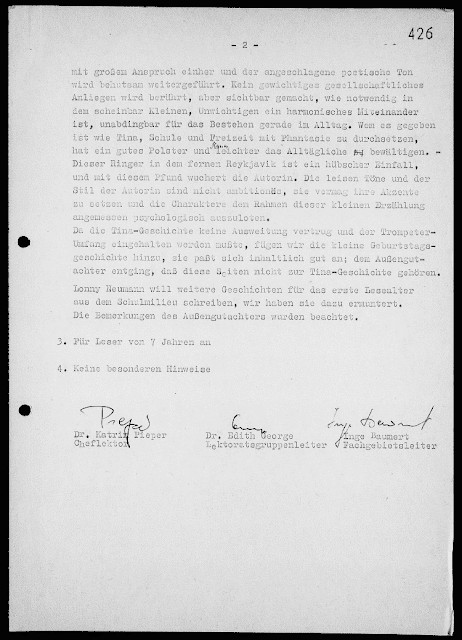 426
- 2 -
mit großem Anspruch einher und der angeschlagene poetische Ton
wird behutsam weitergeführt. Kein gewichtiges gesellschaftliches
Anliegen wird berührt, aber sichtbar gemacht, wie notwendig in
dem scheinbar Kleinen, Unwichtigen ein harmonisches Miteinander
ist, unabdingbar für das Bestehen gerade im Alltag. Wem es gegeben
ist wie Tina, Schule und Freizeit mit Phantasie zu durchsetzen,
hat ein gutes Polster und kann leichter das Alltägliche bewältigen. -
Dieser Ringer in dem fernen Reykjavik ist ein hübscher Einfall,
und mit diesem Pfund wuchert die Autorin. Die leisen Töne und der
Stil der Autorin sind nicht ambitionös, sie vermag ihre Akzente
zu setzen und die Charaktere den Rahmen dieser kleinen Erzählung
angemessen psychologisch auszuloten.
Da die Tina-Geschichte keine Ausweitung vertrug und der Trompeter-
Umfang eingehalten werden mußte, fügen wir die kleine Geburtstags-
geschichte hinzu, sie paßt sich inhaltlich gut an; dem Außengut-
achter entging, daß diese Seiten nicht zur Tina-Geschichte gehören.
Lonny Neumann will weitere Geschichten für das erste Lesealter
aus dem Schulmilieu schreiben, wir haben sie dazu ermuntert.
Die Bemerkungen des Außengutachters wurden beachtet.
3. Für Leser von 7 Jahren an
4. Keine besonderen Hinweise
Pieper
Inge Baumert
Dr. Katrin Pieper Dr. Edith George Inge Baumert
Cheflektor Lektoratsgruppenleiter Fachgebietsleiter